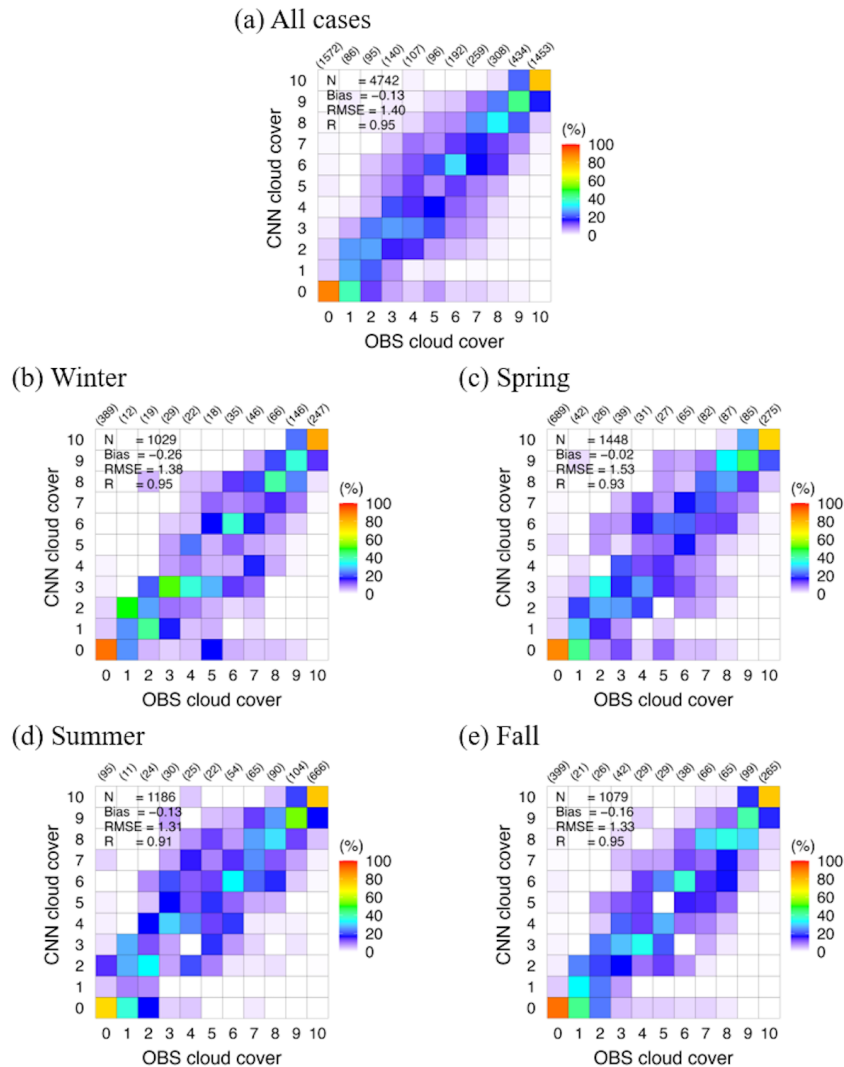 (a) All cases
(1572) (86) (95) (140) (107) (96) (192) (259) (308) (434) (1453)
N = 4742
Bias = −0.13
RMSE = 1.40
R = 0.95
CNN cloud cover
10
9
8
7
6
5
4
3
2
1
0
0 1 2 3 4 5 6 7 8 9 10
OBS cloud cover
(%)
100
80
60
40
20
0
(b) Winter
(389) (12) (19) (29) (22) (18) (35) (46) (66) (146) (247)
N = 1029
Bias = −0.26
RMSE = 1.38
R = 0.95
CNN cloud cover
10
9
8
7
6
5
4
3
2
1
0
0 1 2 3 4 5 6 7 8 9 10
OBS cloud cover
(%)
100
80
60
40
20
0
(c) Spring
(689) (42) (26) (39) (31) (27) (65) (82) (87) (85) (275)
N = 1448
Bias = −0.02
RMSE = 1.53
R = 0.93
CNN cloud cover
10
9
8
7
6
5
4
3
2
1
0
0 1 2 3 4 5 6 7 8 9 10
OBS cloud cover
(%)
100
80
60
40
20
0
(d) Summer
(95) (11) (24) (30) (25) (22) (54) (65) (90) (104) (666)
N = 1186
Bias = −0.13
RMSE = 1.31
R = 0.91
CNN cloud cover
10
9
8
7
6
5
4
3
2
1
0
0 1 2 3 4 5 6 7 8 9 10
OBS cloud cover
(%)
100
80
60
40
20
0
(e) Fall
(399) (21) (26) (42) (29) (29) (38) (66) (65) (99) (265)
N = 1079
Bias = −0.16
RMSE = 1.33
R = 0.95
CNN cloud cover
10
9
8
7
6
5
4
3
2
1
0
0 1 2 3 4 5 6 7 8 9 10
OBS cloud cover
(%)
100
80
60
40
20
0